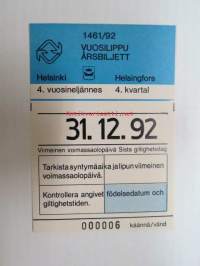 1461/92
VUOSILIPPU
ÅRSBILJETT
Helsinki Helsingfors
4. vuosineljännes 4. kvartal
31.12.92
Viimeinen voimassaolopäivä Sista giltighetsdag
Tarkista syntymäaika ja lipun viimeinen
voimassaolopäivä.
Kontrollera angivet födelsedatum och
giltighetstiden.
000006 käännä/vänd